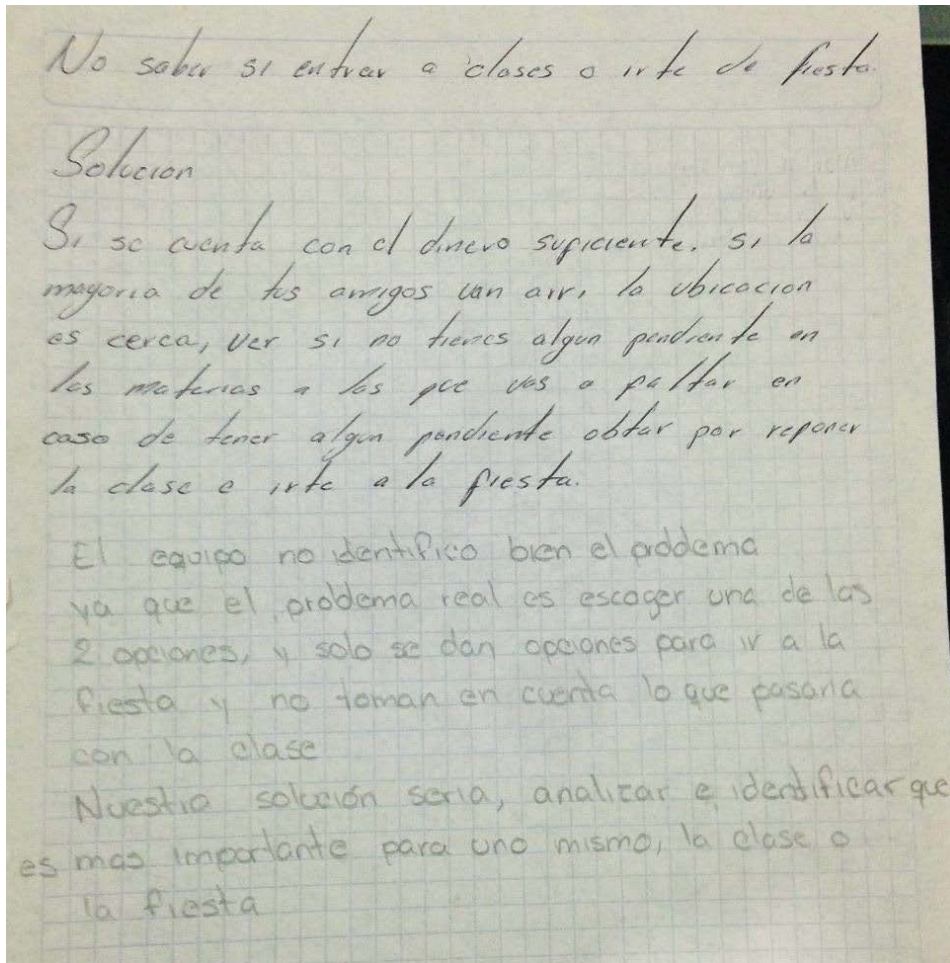 No saber si entrar a clases o irte de fiesta.
Solucion
Si se cuenta con el dinero suficiente. si la
mayoria de tus amigos van a ir, la ubicacion
es cerca, ver si no tienes algun pendiente en
las materias a las que vas a faltar en
caso de tener algun pendiente obtar por reponer
la clase e irte a la fiesta.
El equipo no identifico bien el problema
ya que el problema real es escoger una de las
2 opciones, y solo se dan opciones para ir a la
fiesta y no toman en cuenta lo que pasaria
con la clase
Nuestra solución seria, analizar e identificar que
es mas importante para uno mismo, la clase o
la fiesta